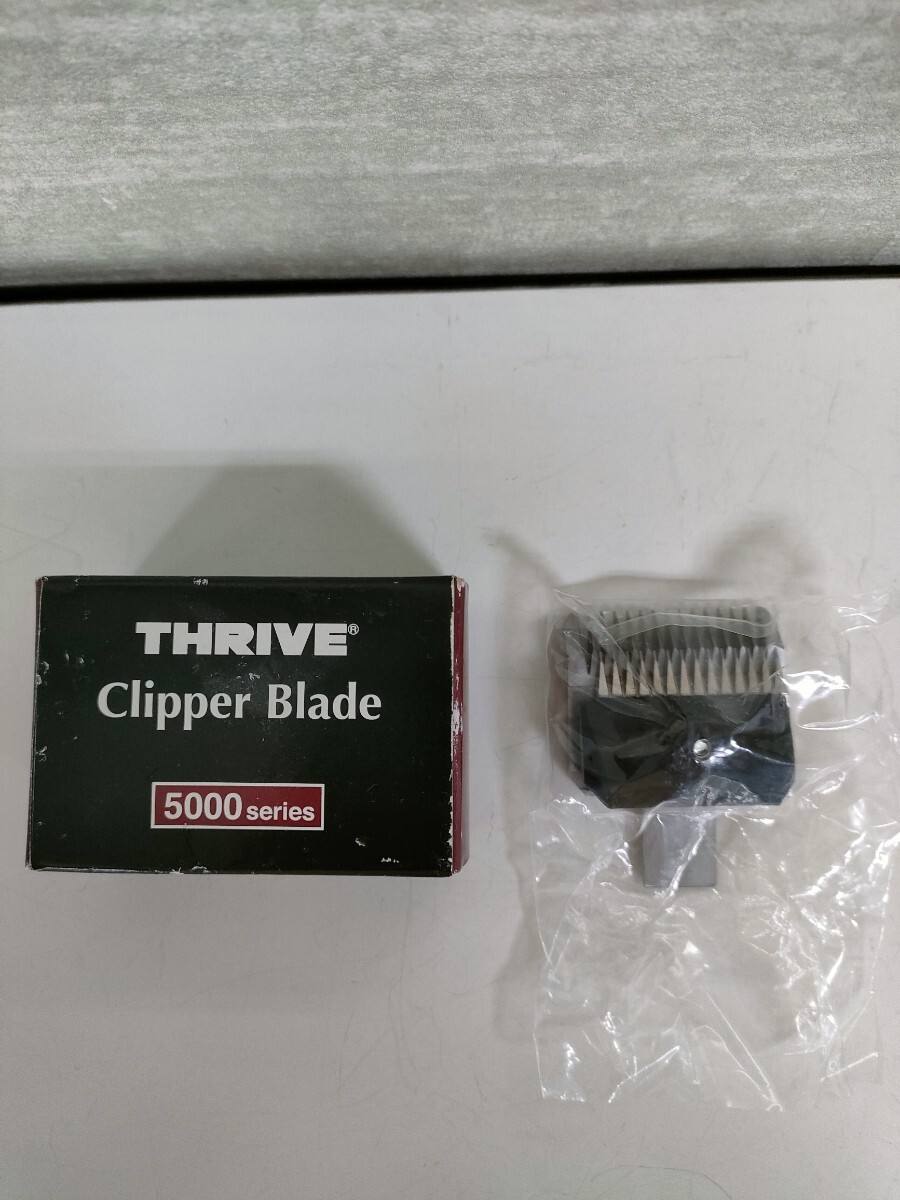 THRIVE®
Clipper Blade
5000 series